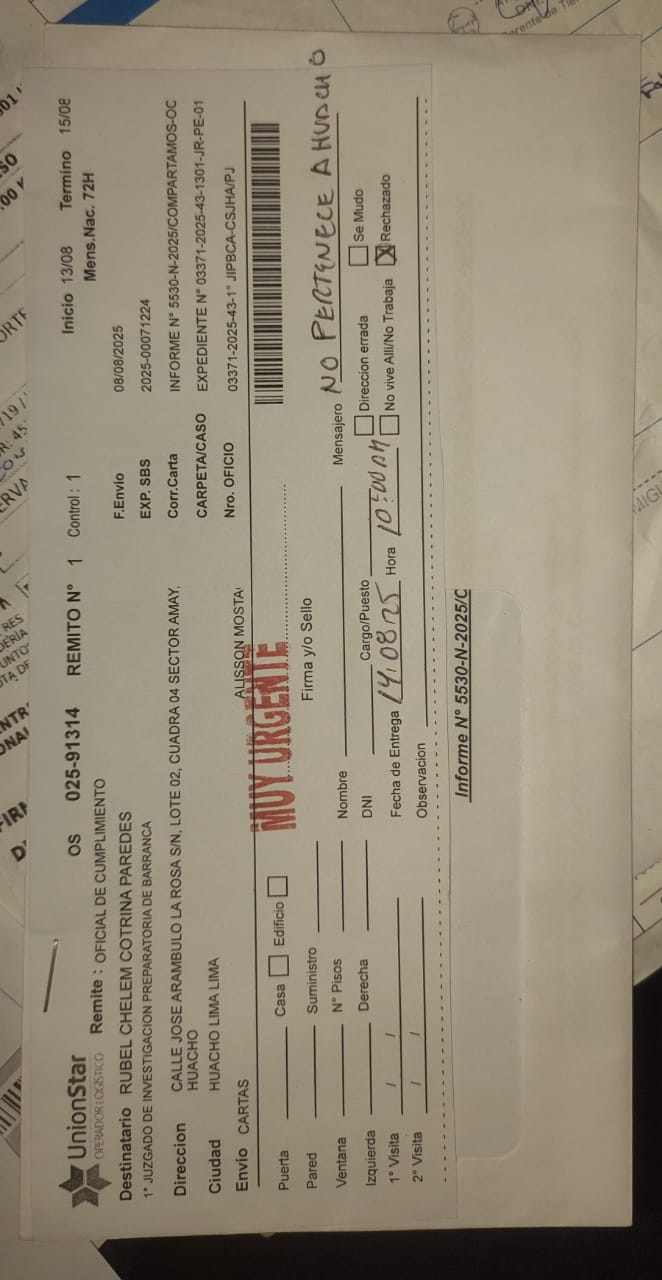 UnionStar
OPERADOR LOGISTICO
OS 025-91314 REMITO N° 1 Control: 1 Inicio 13/08 Termino 15/08
Mens.Nac. 72H
Remite : OFICIAL DE CUMPLIMIENTO
Destinatario RUBEL CHELEM COTRINA PAREDES
1° JUZGADO DE INVESTIGACION PREPARATORIA DE BARRANCA
Direccion CALLE JOSE ARAMBULO LA ROSA S/N, LOTE 02, CUADRA 04 SECTOR AMAY,
HUACHO
Ciudad HUACHO LIMA LIMA
Envío CARTAS
F.Envio 08/08/2025
EXP. SBS 2025-00071224
Corr.Carta INFORME N° 5530-N-2025/COMPARTAMOS-OC
CARPETA/CASO EXPEDIENTE N° 03371-2025-43-1301-JR-PE-01
Nro. OFICIO 03371-2025-43-1° JIPBCA-CSJHA/PJ
ALISSON MOSTA
MUY URGENTE
Puerta Casa Edificio
Pared Suministro Firma y/o Sello
Ventana N° Pisos Nombre Mensajero NO PERTENECE A HUACHO
Izquierda Derecha DNI Cargo/Puesto Direccion errada Se Mudo
1° Visita / / Fecha de Entrega 14/08/25 Hora 10:00 AM No vive Alli/No Trabaja X Rechazado
2° Visita / / Observacion
Informe N° 5530-N-2025/C